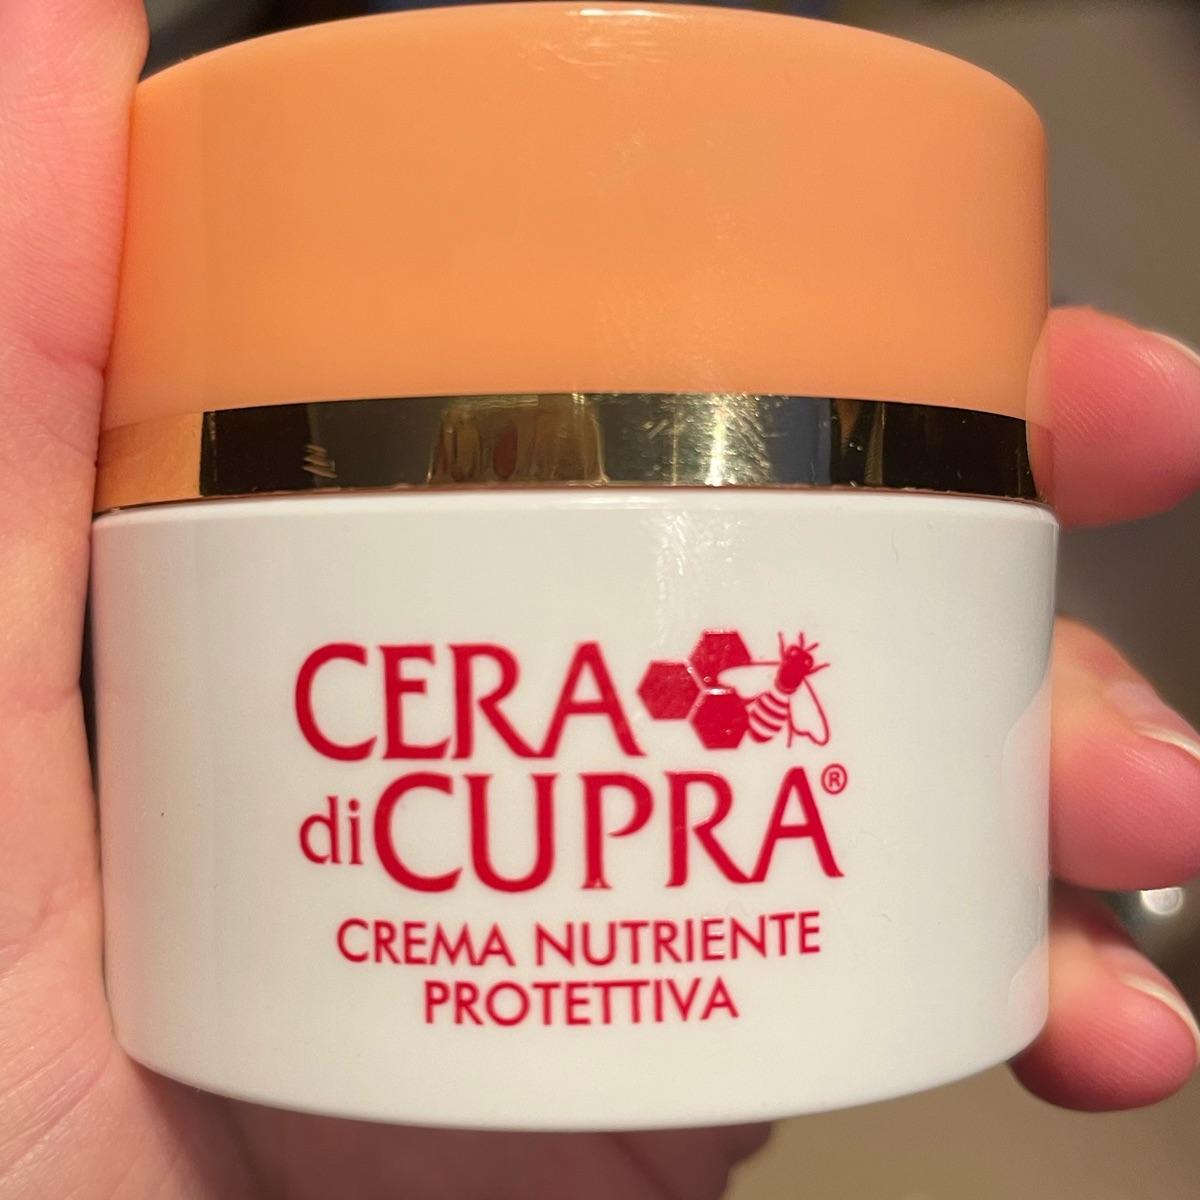 CERA
di CUPRA®
CREMA NUTRIENTE
PROTETTIVA